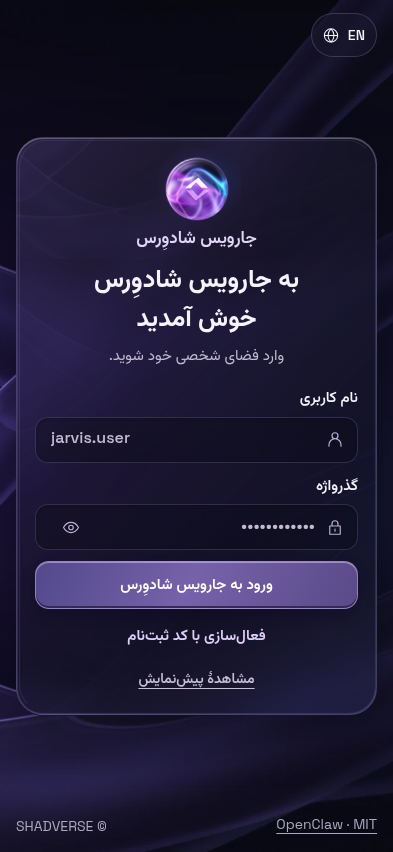 EN
جارویس شادوِرس
به جارویس شادوِرس
خوش آمدید
وارد فضای شخصی خود شوید.
نام کاربری
jarvis.user
گذرواژه
••••••••••••
ورود به جارویس شادوِرس
فعال‌سازی با کد ثبت‌نام
مشاهدهٔ پیش‌نمایش
OpenClaw · MIT
SHADVERSE ©